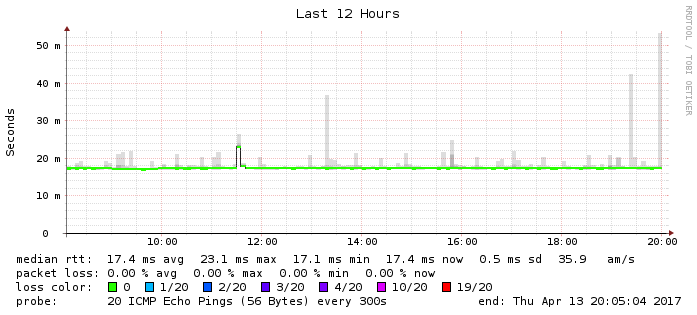 Last 12 Hours
RRDTOOL / TOBI OETIKER
Seconds
50 m
40 m
30 m
20 m
10 m
0
10:00 12:00 14:00 16:00 18:00 20:00
median rtt: 17.4 ms avg 23.1 ms max 17.1 ms min 17.4 ms now 0.5 ms sd 35.9 am/s
packet loss: 0.00 % avg 0.00 % max 0.00 % min 0.00 % now
loss color: 0 1/20 2/20 3/20 4/20 10/20 19/20
probe: 20 ICMP Echo Pings (56 Bytes) every 300s end: Thu Apr 13 20:05:04 2017